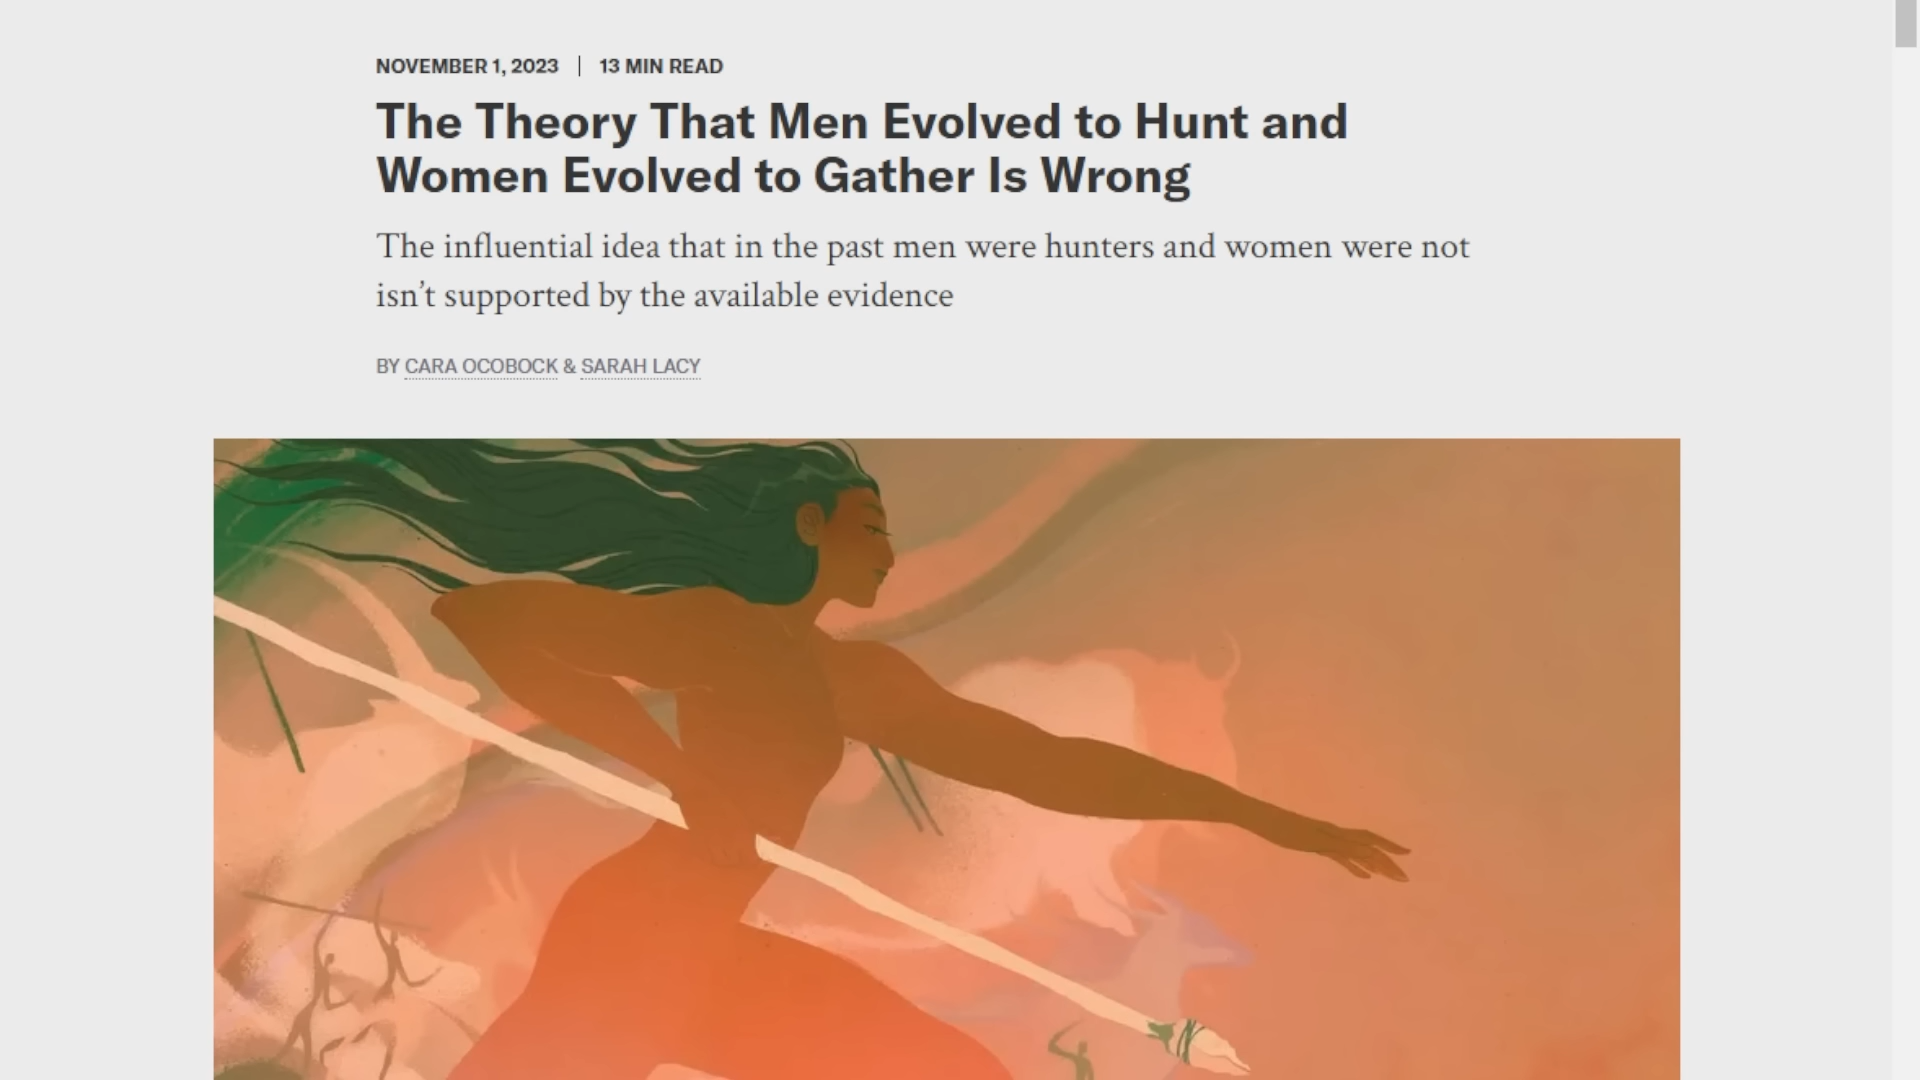 NOVEMBER 1, 2023 | 13 MIN READ
The Theory That Men Evolved to Hunt and
Women Evolved to Gather Is Wrong
The influential idea that in the past men were hunters and women were not
isn’t supported by the available evidence
BY CARA OCOBOCK & SARAH LACY